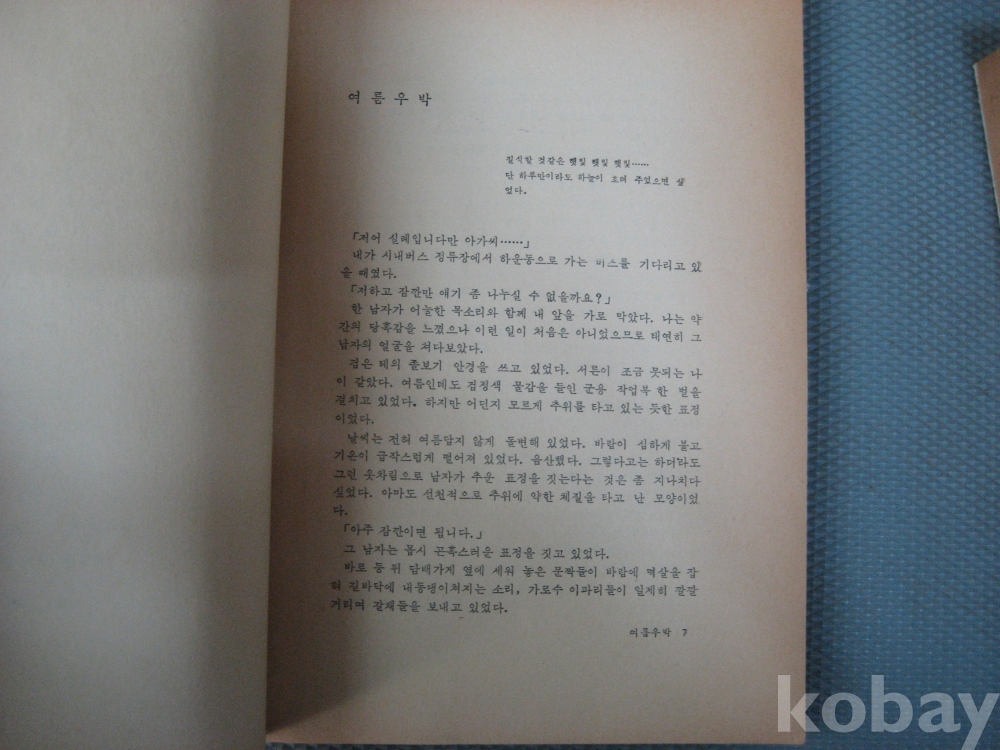 여름우박
질식할 것같은 햇빛 햇빛 햇빛……
단 하루만이라도 하늘이 흐려 주었으면 싶
었다.
「저어 실례입니다만 아가씨……」
내가 시내버스 정류장에서 하운동으로 가는 버스를 기다리고 있
을 때였다.
「저하고 잠깐만 얘기 좀 나누실 수 없을까요?」
한 남자가 어눌한 목소리와 함께 내 앞을 가로 막았다. 나는 약
간의 당혹감을 느꼈으나 이런 일이 처음은 아니었으므로 태연히 그
남자의 얼굴을 쳐다보았다.
검은 테의 졸보기 안경을 쓰고 있었다. 서른이 조금 못되는 나
이 같았다. 여름인데도 검정색 물감을 들인 군용 작업복 한 벌을
걸치고 있었다. 하지만 어딘지 모르게 추위를 타고 있는 듯한 표정
이었다.
날씨는 전혀 여름답지 않게 돌변해 있었다. 바람이 심하게 불고
기온이 급작스럽게 떨어져 있었다. 음산했다. 그렇다고는 하더라도
그런 옷차림으로 남자가 추운 표정을 짓는다는 것은 좀 지나치다
싶었다. 아마도 선천적으로 추위에 약한 체질을 타고 난 모양이었
다.
「아주 잠깐이면 됩니다.」
그 남자는 몹시 곤혹스러운 표정을 짓고 있었다.
바로 등 뒤 담배가게 옆에 세워 놓은 문짝들이 바람에 멱살을 잡
혀 길바닥에 내동댕이쳐지는 소리, 가로수 이파리들이 일제히 팔팔
거리며 갈채들을 보내고 있었다.
여름우박 7
kobay